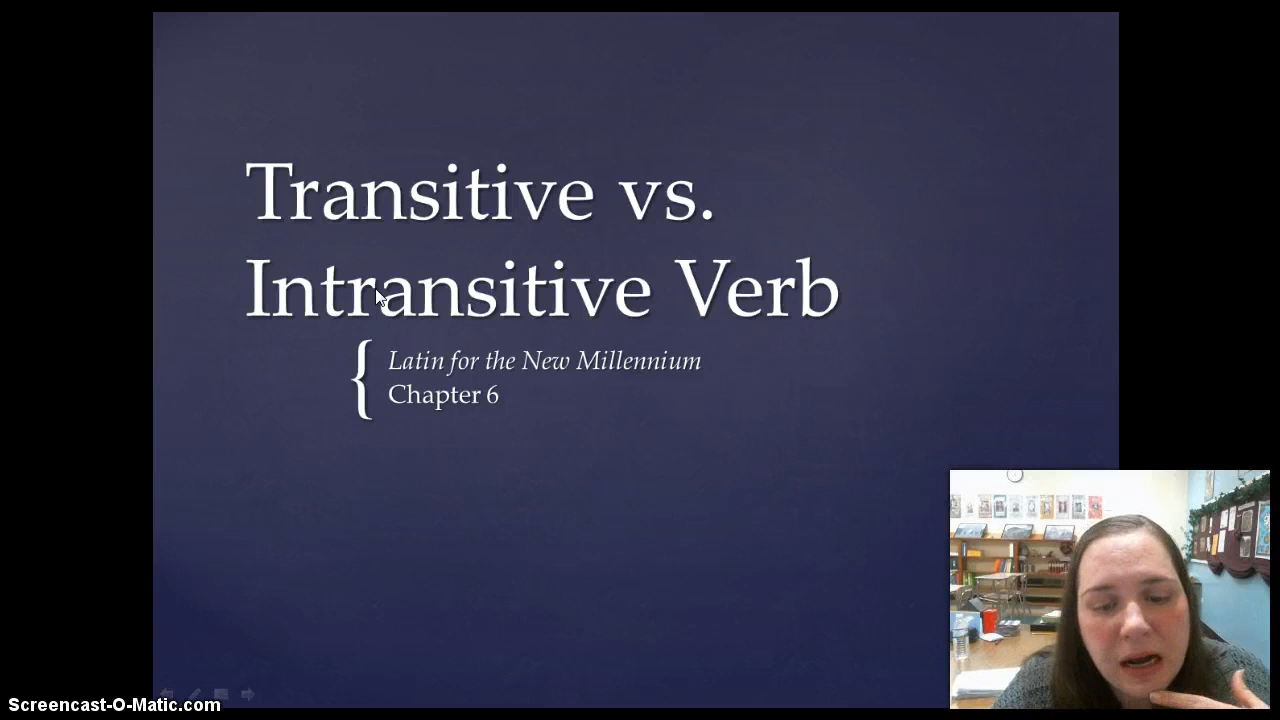 Transitive vs.
Intransitive Verb
Latin for the New Millennium
Chapter 6
Screencast-O-Matic.com